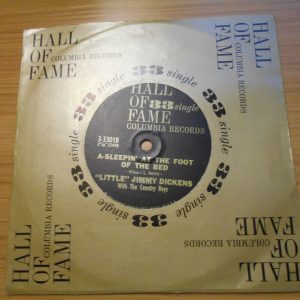 HALL
OF
FAME
COLUMBIA RECORDS
33 single
HALL
OF
FAME
COLUMBIA RECORDS
33 single
33 single
HALL
OF 33 single
FAME
COLUMBIA RECORDS
3-33018
A-SLEEPIN' AT THE FOOT
OF THE BED
"LITTLE" JIMMY DICKENS
With The Country Boys
33 single
33 single
33
HALL
OF
FAME
COLUMBIA RECORDS
HALL
OF
FAME
COLUMBIA RECORDS